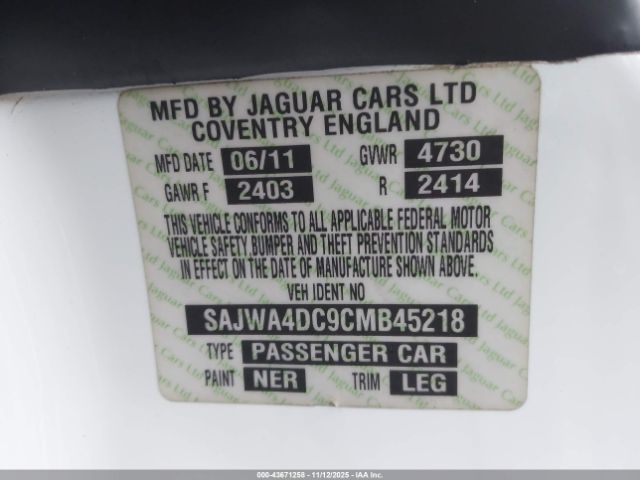 MFD BY JAGUAR CARS LTD
COVENTRY ENGLAND
MFD DATE 06/11 GVWR 4730
GAWR F 2403 R 2414
THIS VEHICLE CONFORMS TO ALL APPLICABLE FEDERAL MOTOR
VEHICLE SAFETY, BUMPER AND THEFT PREVENTION STANDARDS
IN EFFECT ON THE DATE OF MANUFACTURE SHOWN ABOVE.
VEH IDENT NO
SAJWA4DC9CMB45218
TYPE PASSENGER CAR
PAINT NER TRIM LEG
000-43671258 - 11/12/2025 - IAA Inc.